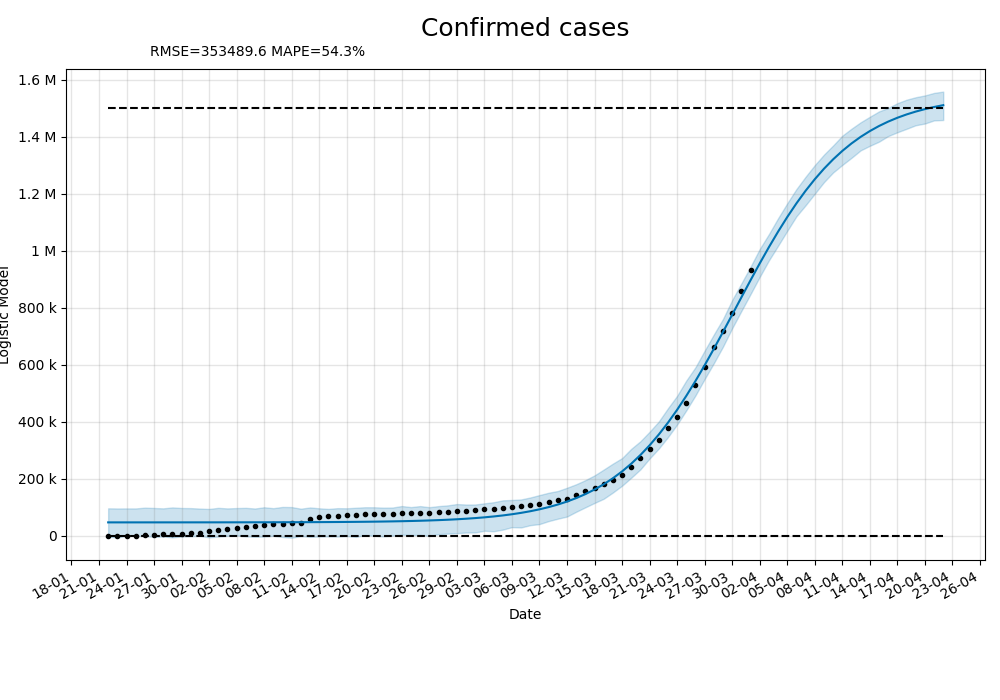 Confirmed cases
RMSE=353489.6 MAPE=54.3%
1.6 M
1.4 M
1.2 M
1 M
800 k
600 k
400 k
200 k
0
Logistic Model
18-01
21-01
24-01
27-01
30-01
02-02
05-02
08-02
11-02
14-02
17-02
20-02
23-02
26-02
29-02
03-03
06-03
09-03
12-03
15-03
18-03
21-03
24-03
27-03
30-03
02-04
05-04
08-04
11-04
14-04
17-04
20-04
23-04
26-04
Date